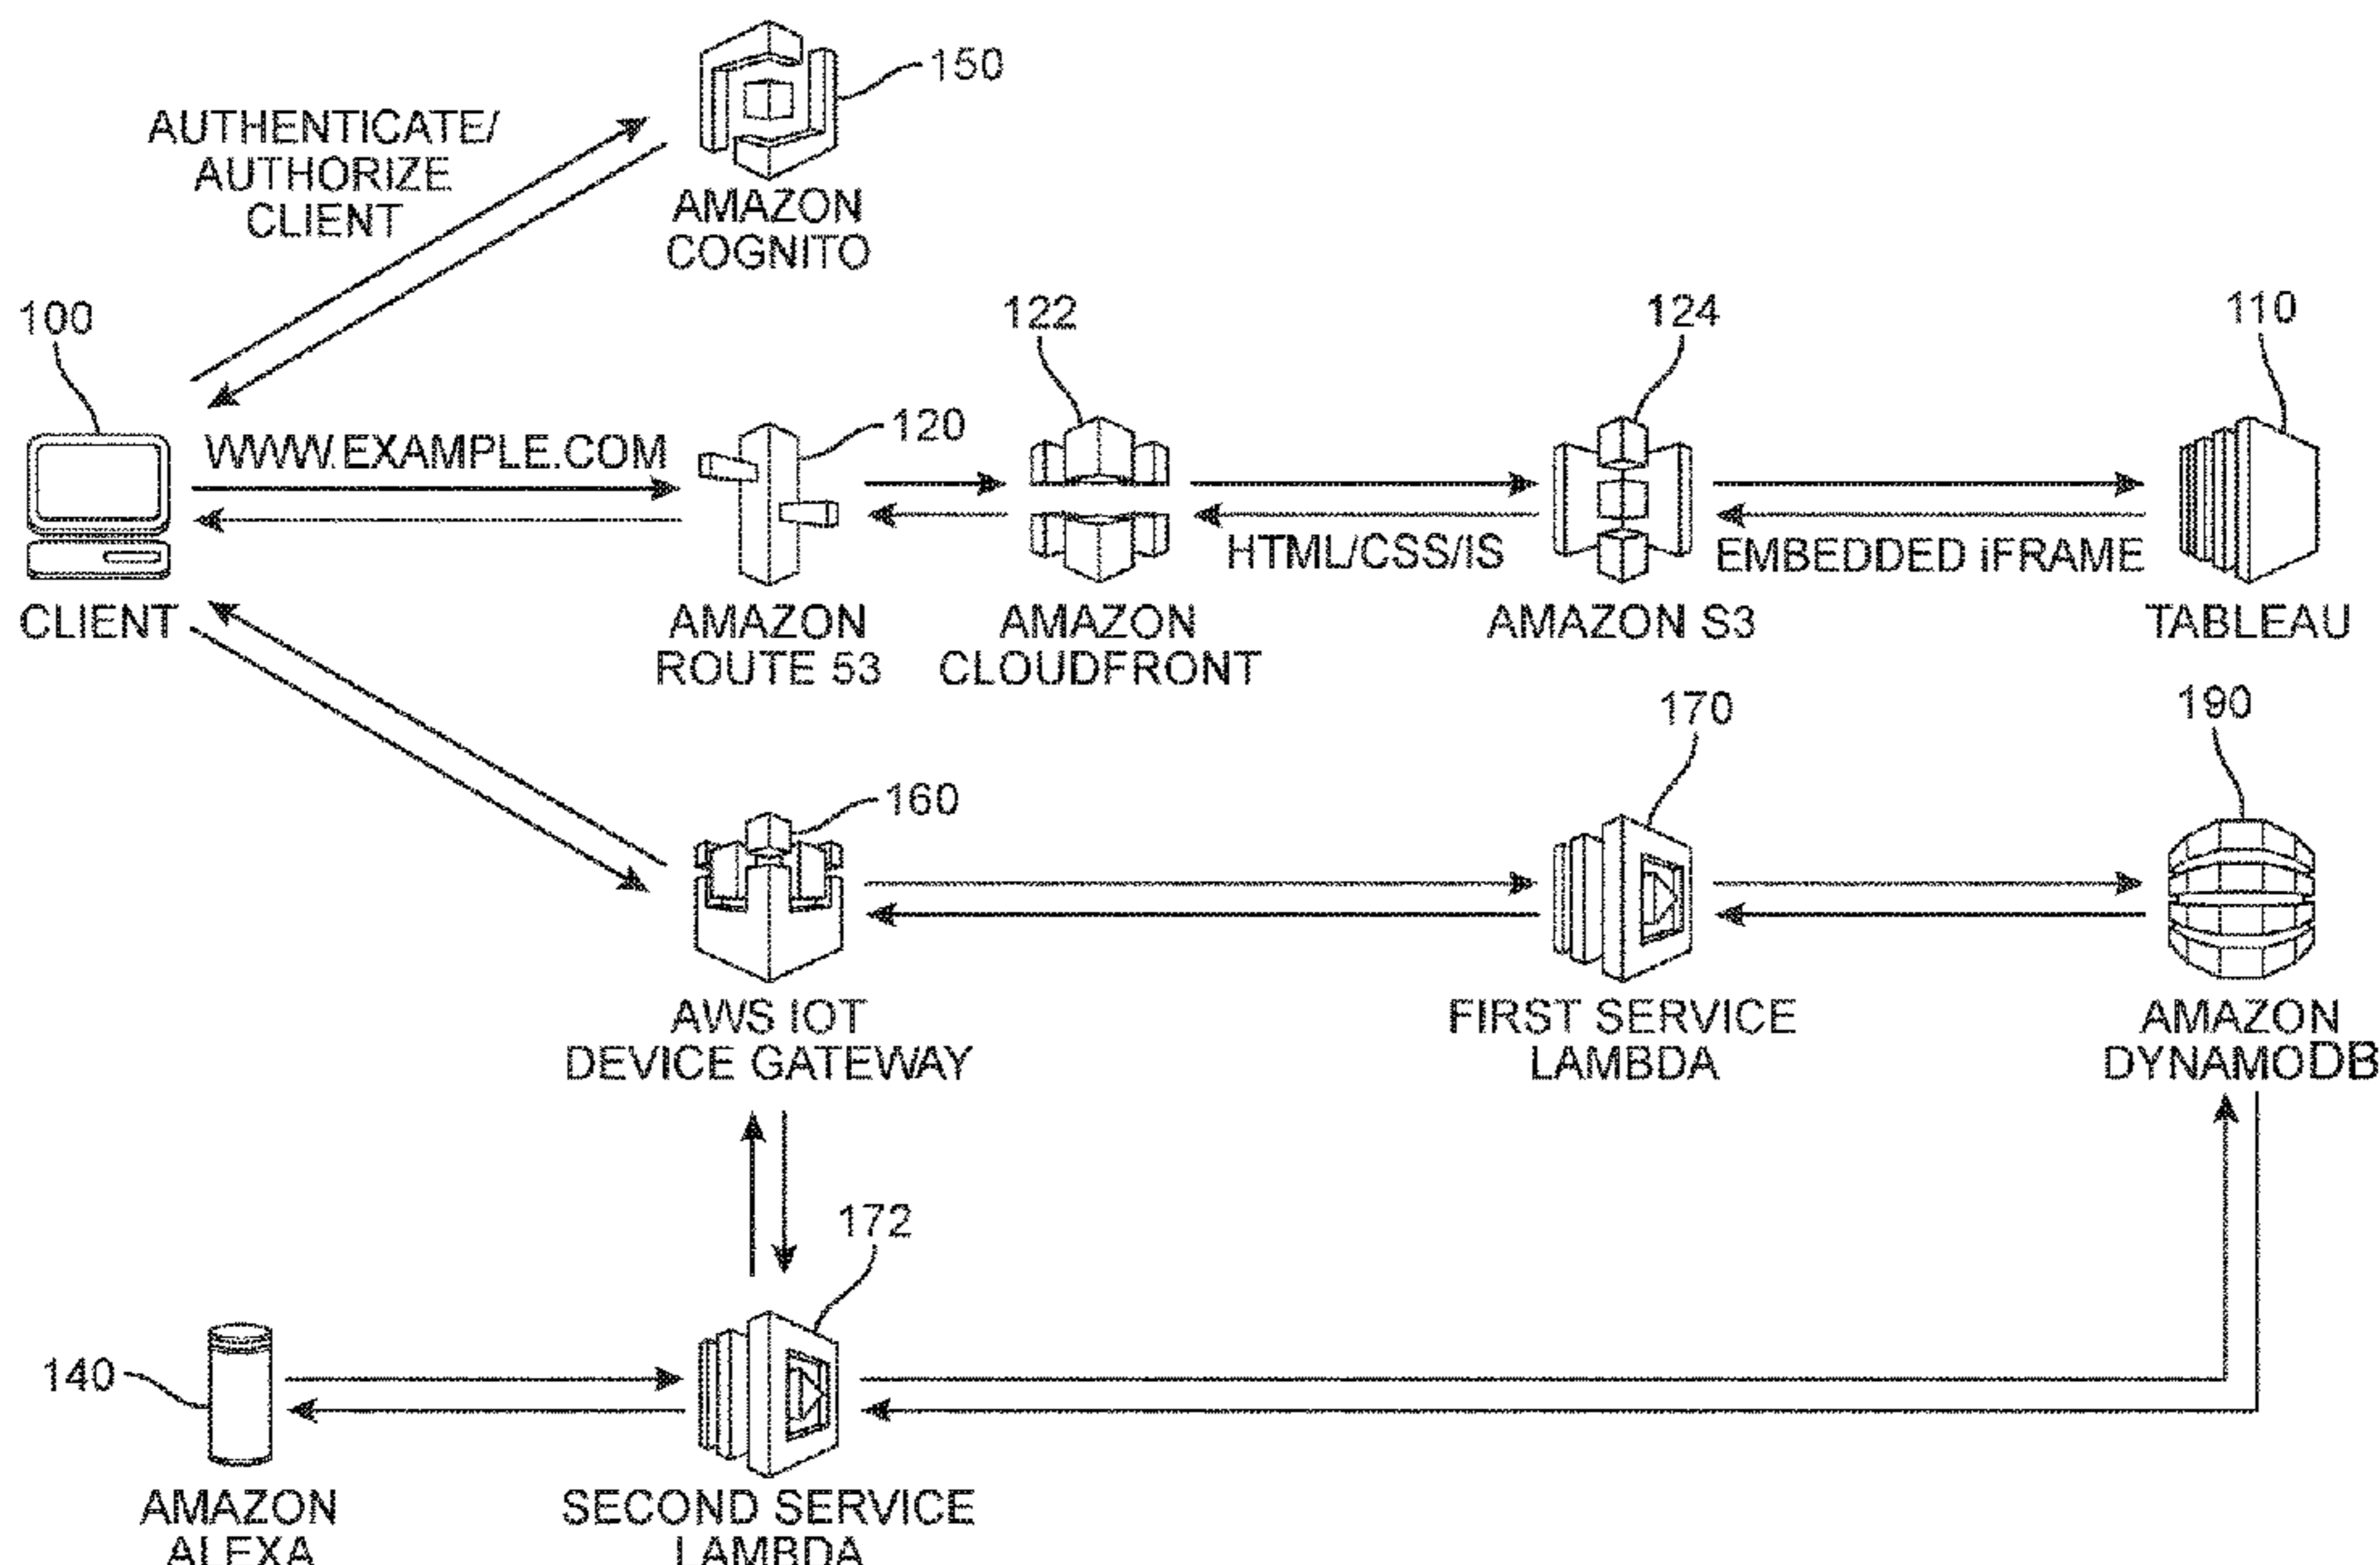 150
AUTHENTICATE/
AUTHORIZE
CLIENT
AMAZON
COGNITO
100
122
124
110
WWW.EXAMPLE.COM
120
HTML/CSS/IS
EMBEDDED iFRAME
CLIENT
AMAZON
ROUTE 53
AMAZON
CLOUDFRONT
AMAZON S3
TABLEAU
170
190
160
AWS IOT
DEVICE GATEWAY
FIRST SERVICE
LAMBDA
AMAZON
DYNAMODB
172
140
AMAZON
ALEXA
SECOND SERVICE
LAMBDA